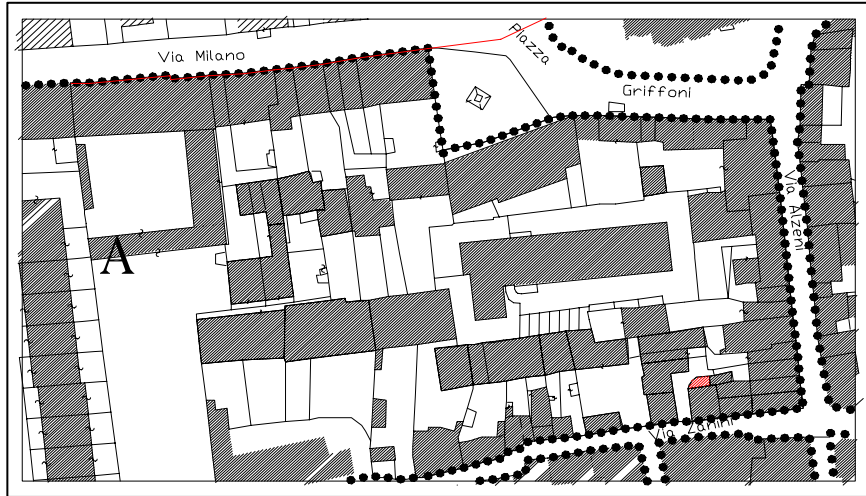 Via Milano
Piazza
Griffoni
Via Alzeni
A
Via Zanini